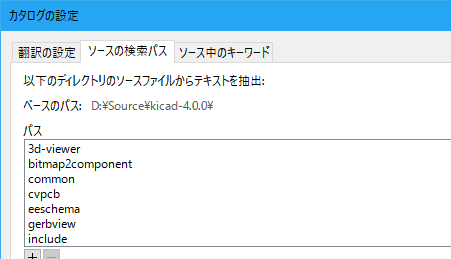 カタログの設定
翻訳の設定 ソースの検索パス ソース中のキーワード
以下のディレクトリのソースファイルからテキストを抽出:
ベースのパス: D:¥Source¥kicad-4.0.0¥
パス
3d-viewer
bitmap2component
common
cvpcb
eeschema
gerbview
include